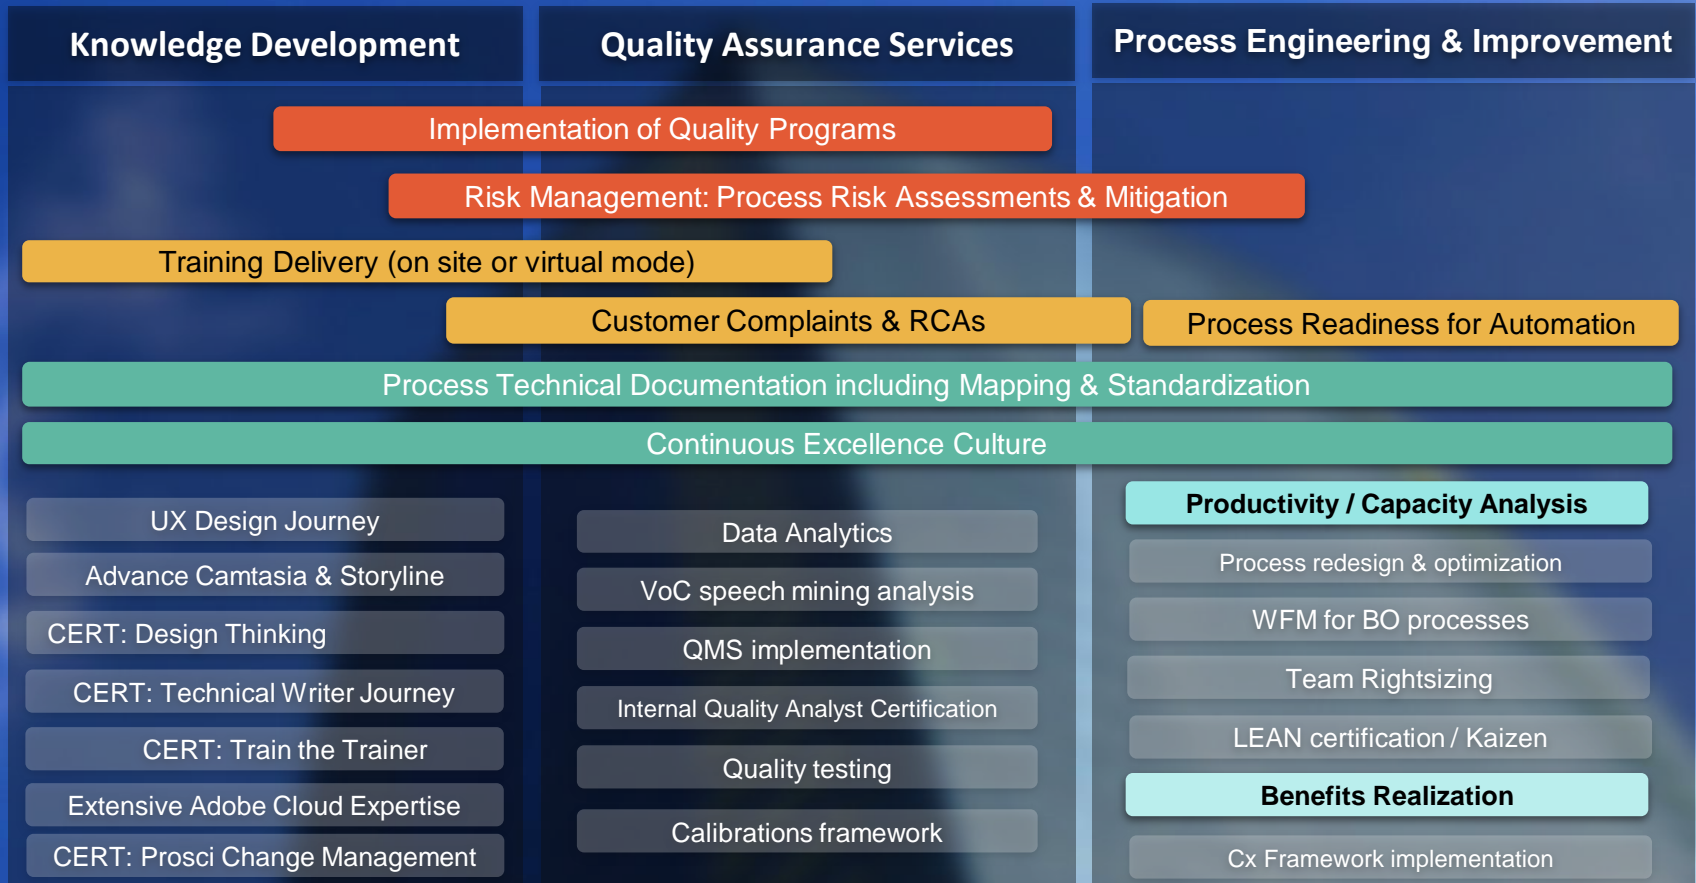 Knowledge Development
Quality Assurance Services
Process Engineering & Improvement
Implementation of Quality Programs
Risk Management: Process Risk Assessments & Mitigation
Training Delivery (on site or virtual mode)
Customer Complaints & RCAs
Process Readiness for Automation
Process Technical Documentation including Mapping & Standardization
Continuous Excellence Culture
UX Design Journey
Advance Camtasia & Storyline
CERT: Design Thinking
CERT: Technical Writer Journey
CERT: Train the Trainer
Extensive Adobe Cloud Expertise
CERT: Prosci Change Management
Data Analytics
VoC speech mining analysis
QMS implementation
Internal Quality Analyst Certification
Quality testing
Calibrations framework
Productivity / Capacity Analysis
Process redesign & optimization
WFM for BO processes
Team Rightsizing
LEAN certification / Kaizen
Benefits Realization
Cx Framework implementation